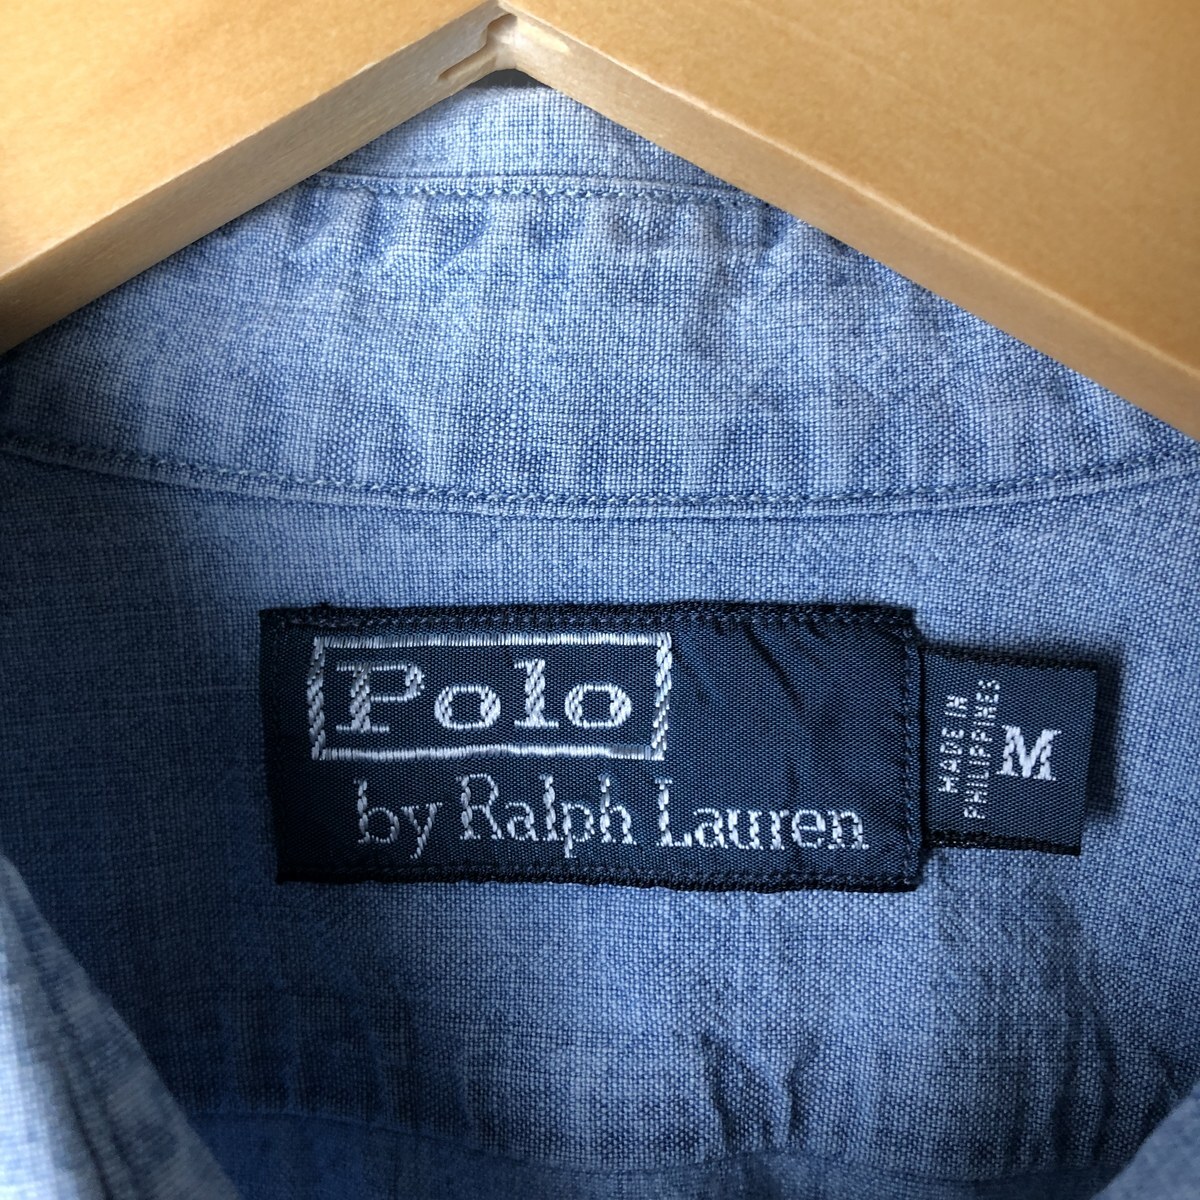 Polo
by Ralph Lauren
MADE IN
PHILIPPINES
M